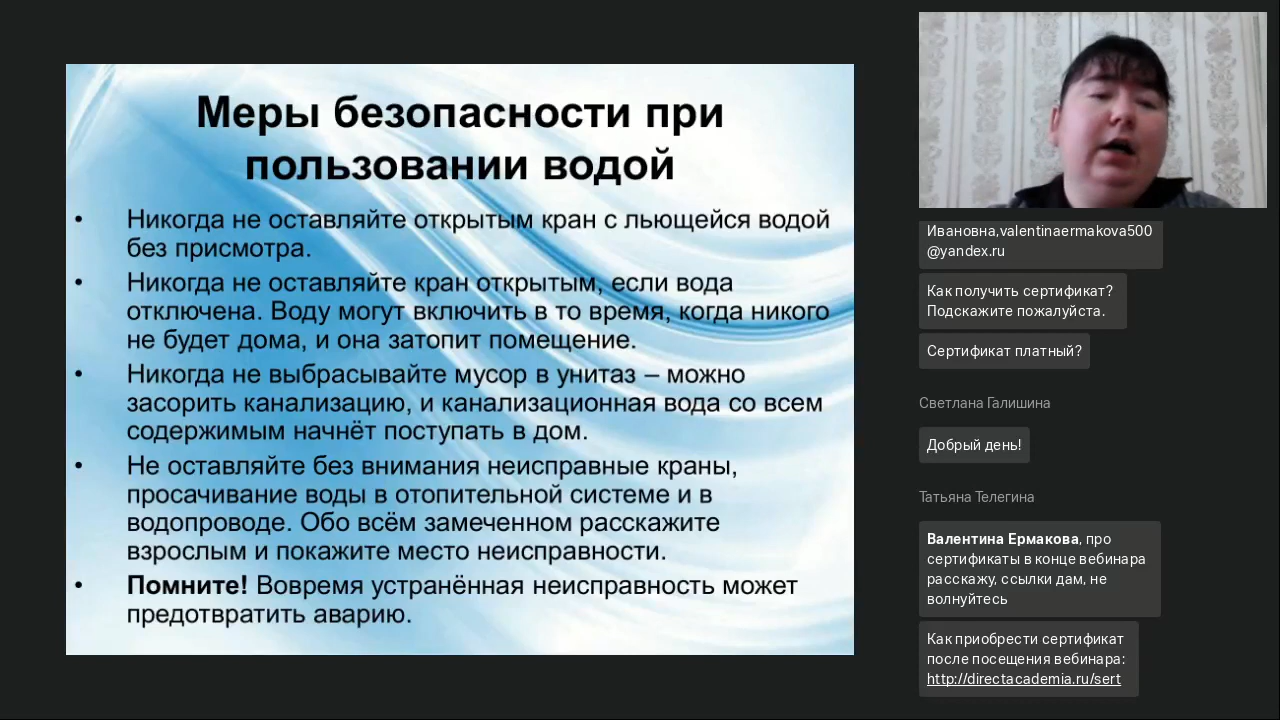 Меры безопасности при
пользовании водой
• Никогда не оставляйте открытым кран с льющейся водой
без присмотра.
• Никогда не оставляйте кран открытым, если вода
отключена. Воду могут включить в то время, когда никого
не будет дома, и она затопит помещение.
• Никогда не выбрасывайте мусор в унитаз – можно
засорить канализацию, и канализационная вода со всем
содержимым начнёт поступать в дом.
• Не оставляйте без внимания неисправные краны,
просачивание воды в отопительной системе и в
водопроводе. Обо всём замеченном расскажите
взрослым и покажите место неисправности.
• Помните! Вовремя устранённая неисправность может
предотвратить аварию.
Ивановна,valentinaermakova500
@yandex.ru
Как получить сертификат?
Подскажите пожалуйста.
Сертификат платный?
Светлана Галишина
Добрый день!
Татьяна Телегина
Валентина Ермакова, про
сертификаты в конце вебинара
расскажу, ссылки дам, не
волнуйтесь
Как приобрести сертификат
после посещения вебинара:
http://directacademia.ru/sert